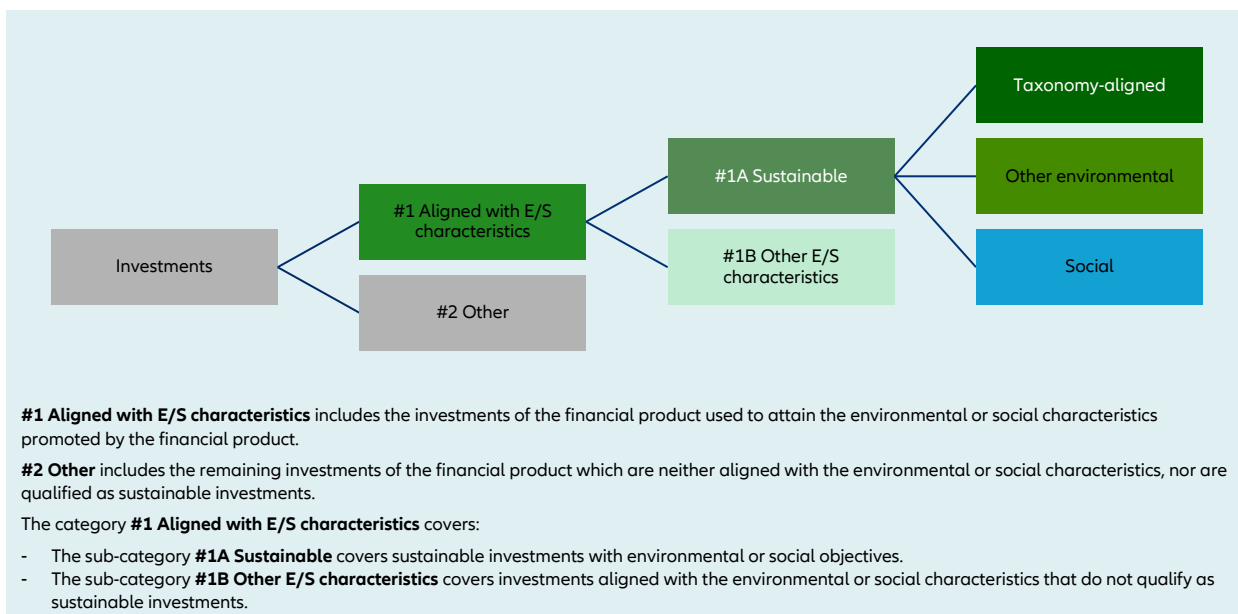 Taxonomy-aligned
#1A Sustainable
Other environmental
#1 Aligned with E/S
characteristics
Investments
#1B Other E/S
characteristics
Social
#2 Other
#1 Aligned with E/S characteristics includes the investments of the financial product used to attain the environmental or social characteristics
promoted by the financial product.
#2 Other includes the remaining investments of the financial product which are neither aligned with the environmental or social characteristics, nor are
qualified as sustainable investments.
The category #1 Aligned with E/S characteristics covers:
- The sub-category #1A Sustainable covers sustainable investments with environmental or social objectives.
- The sub-category #1B Other E/S characteristics covers investments aligned with the environmental or social characteristics that do not qualify as
sustainable investments.